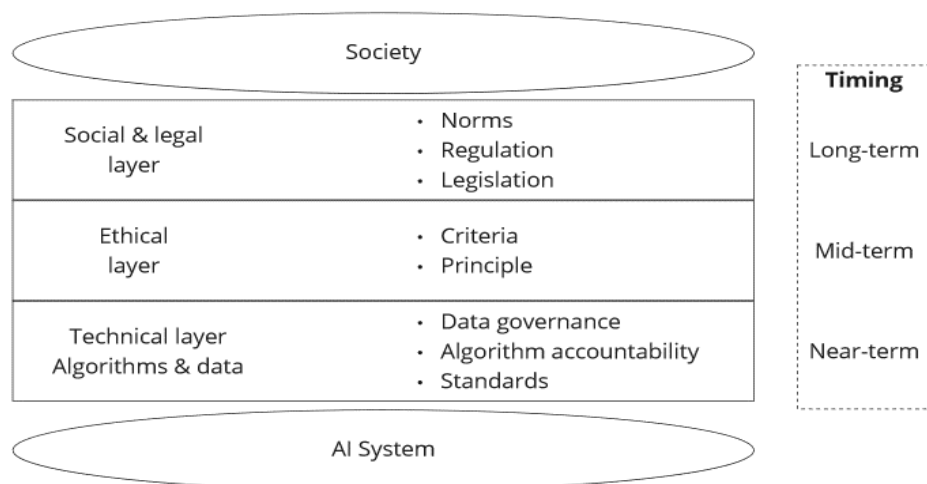 Society
Timing
Social & legal
layer
• Norms
• Regulation
• Legislation
Long-term
Ethical
layer
• Criteria
• Principle
Mid-term
Technical layer
Algorithms & data
• Data governance
• Algorithm accountability
• Standards
Near-term
AI System